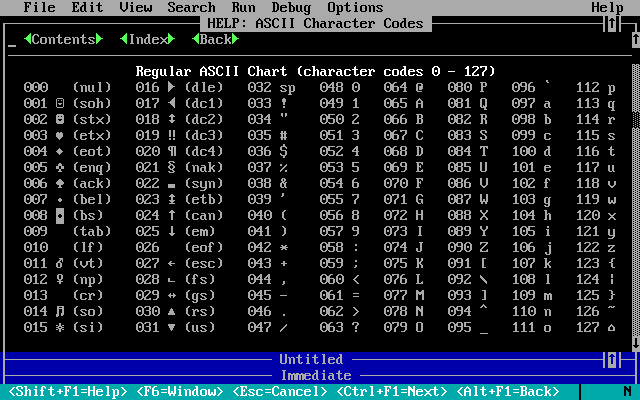 File Edit View Search Run Debug Options Help
HELP: ASCII Character Codes ↑
_ ◄Contents► ◄Index► ◄Back► ↑
Regular ASCII Chart (character codes 0 - 127)
000 (nul) 016 ► (dle) 032 sp 048 0 064 @ 080 P 096 ` 112 p
001 ☺ (soh) 017 ◄ (dc1) 033 ! 049 1 065 A 081 Q 097 a 113 q
002 ☻ (stx) 018 ↕ (dc2) 034 " 050 2 066 B 082 R 098 b 114 r
003 ♥ (etx) 019 ‼ (dc3) 035 # 051 3 067 C 083 S 099 c 115 s
004 ♦ (eot) 020 ¶ (dc4) 036 $ 052 4 068 D 084 T 100 d 116 t
005 ♣ (enq) 021 § (nak) 037 % 053 5 069 E 085 U 101 e 117 u
006 ♠ (ack) 022 ▬ (syn) 038 & 054 6 070 F 086 V 102 f 118 v
007 • (bel) 023 ↨ (etb) 039 ' 055 7 071 G 087 W 103 g 119 w
008 ◘ (bs) 024 ↑ (can) 040 ( 056 8 072 H 088 X 104 h 120 x
009 (tab) 025 ↓ (em) 041 ) 057 9 073 I 089 Y 105 i 121 y
010 (lf) 026 (eof) 042 * 058 : 074 J 090 Z 106 j 122 z
011 ♂ (vt) 027 ← (esc) 043 + 059 ; 075 K 091 [ 107 k 123 {
012 ♀ (np) 028 ∟ (fs) 044 , 060 < 076 L 092 \ 108 l 124 ¦
013 (cr) 029 ↔ (gs) 045 - 061 = 077 M 093 ] 109 m 125 }
014 ♫ (so) 030 ▲ (rs) 046 . 062 > 078 N 094 ^ 110 n 126 ~
015 ☼ (si) 031 ▼ (us) 047 / 063 ? 079 O 095 _ 111 o 127 ⌂
Untitled ↑
Immediate
<Shift+F1=Help> <F6=Window> <Esc=Cancel> <Ctrl+F1=Next> <Alt+F1=Back> N